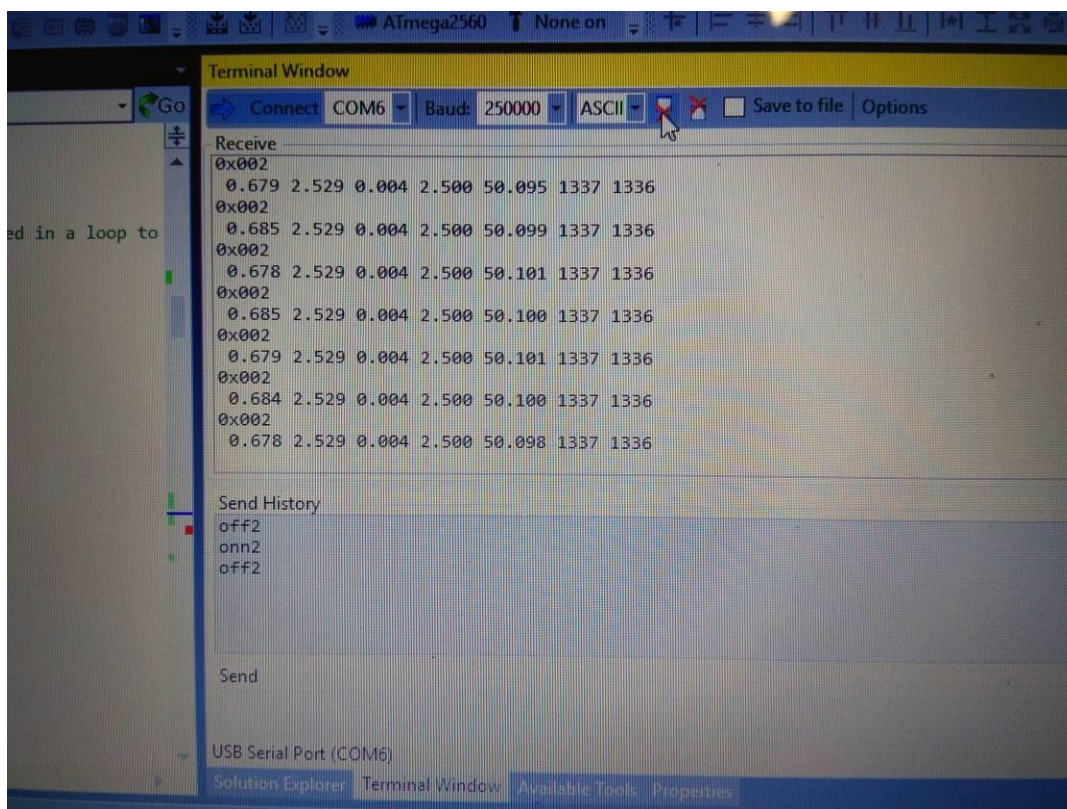 ATmega2560 None on
Terminal Window
Go
Connect COM6 Baud: 250000 ASCII Save to file Options
Receive
0x002
0.679 2.529 0.004 2.500 50.095 1337 1336
0x002
ed in a loop to
0.685 2.529 0.004 2.500 50.099 1337 1336
0x002
0.678 2.529 0.004 2.500 50.101 1337 1336
0x002
0.685 2.529 0.004 2.500 50.100 1337 1336
0x002
0.679 2.529 0.004 2.500 50.101 1337 1336
0x002
0.684 2.529 0.004 2.500 50.100 1337 1336
0x002
0.678 2.529 0.004 2.500 50.098 1337 1336
Send History
off2
onn2
off2
Send
USB Serial Port (COM6)
Solution Explorer Terminal Window Available Tools Properties